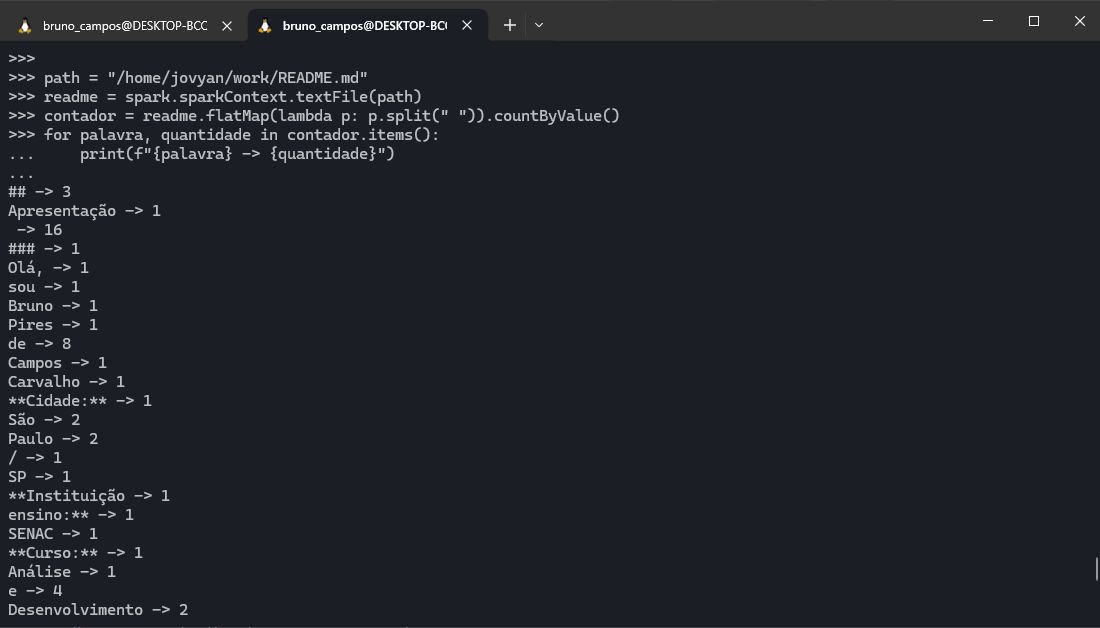 bruno_campos@DESKTOP-BCC
bruno_campos@DESKTOP-BC
>>>
>>> path = "/home/jovyan/work/README.md"
>>> readme = spark.sparkContext.textFile(path)
>>> contador = readme.flatMap(lambda p: p.split(" ")).countByValue()
>>> for palavra, quantidade in contador.items():
...     print(f"{palavra} -> {quantidade}")
...
## -> 3
Apresentação -> 1
 -> 16
### -> 1
Olá, -> 1
sou -> 1
Bruno -> 1
Pires -> 1
de -> 8
Campos -> 1
Carvalho -> 1
**Cidade:** -> 1
São -> 2
Paulo -> 2
/ -> 1
SP -> 1
**Instituição -> 1
ensino:** -> 1
SENAC -> 1
**Curso:** -> 1
Análise -> 1
e -> 4
Desenvolvimento -> 2